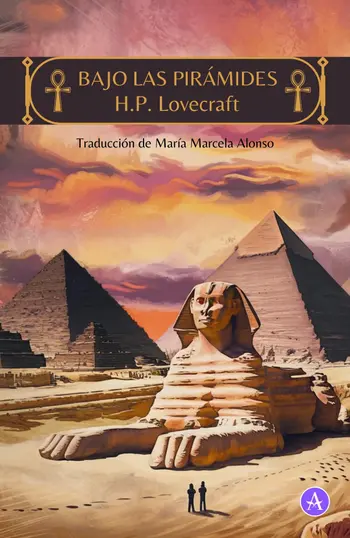 BAJO LAS PIRÁMIDES
H.P. Lovecraft
Traducción de María Marcela Alonso
A